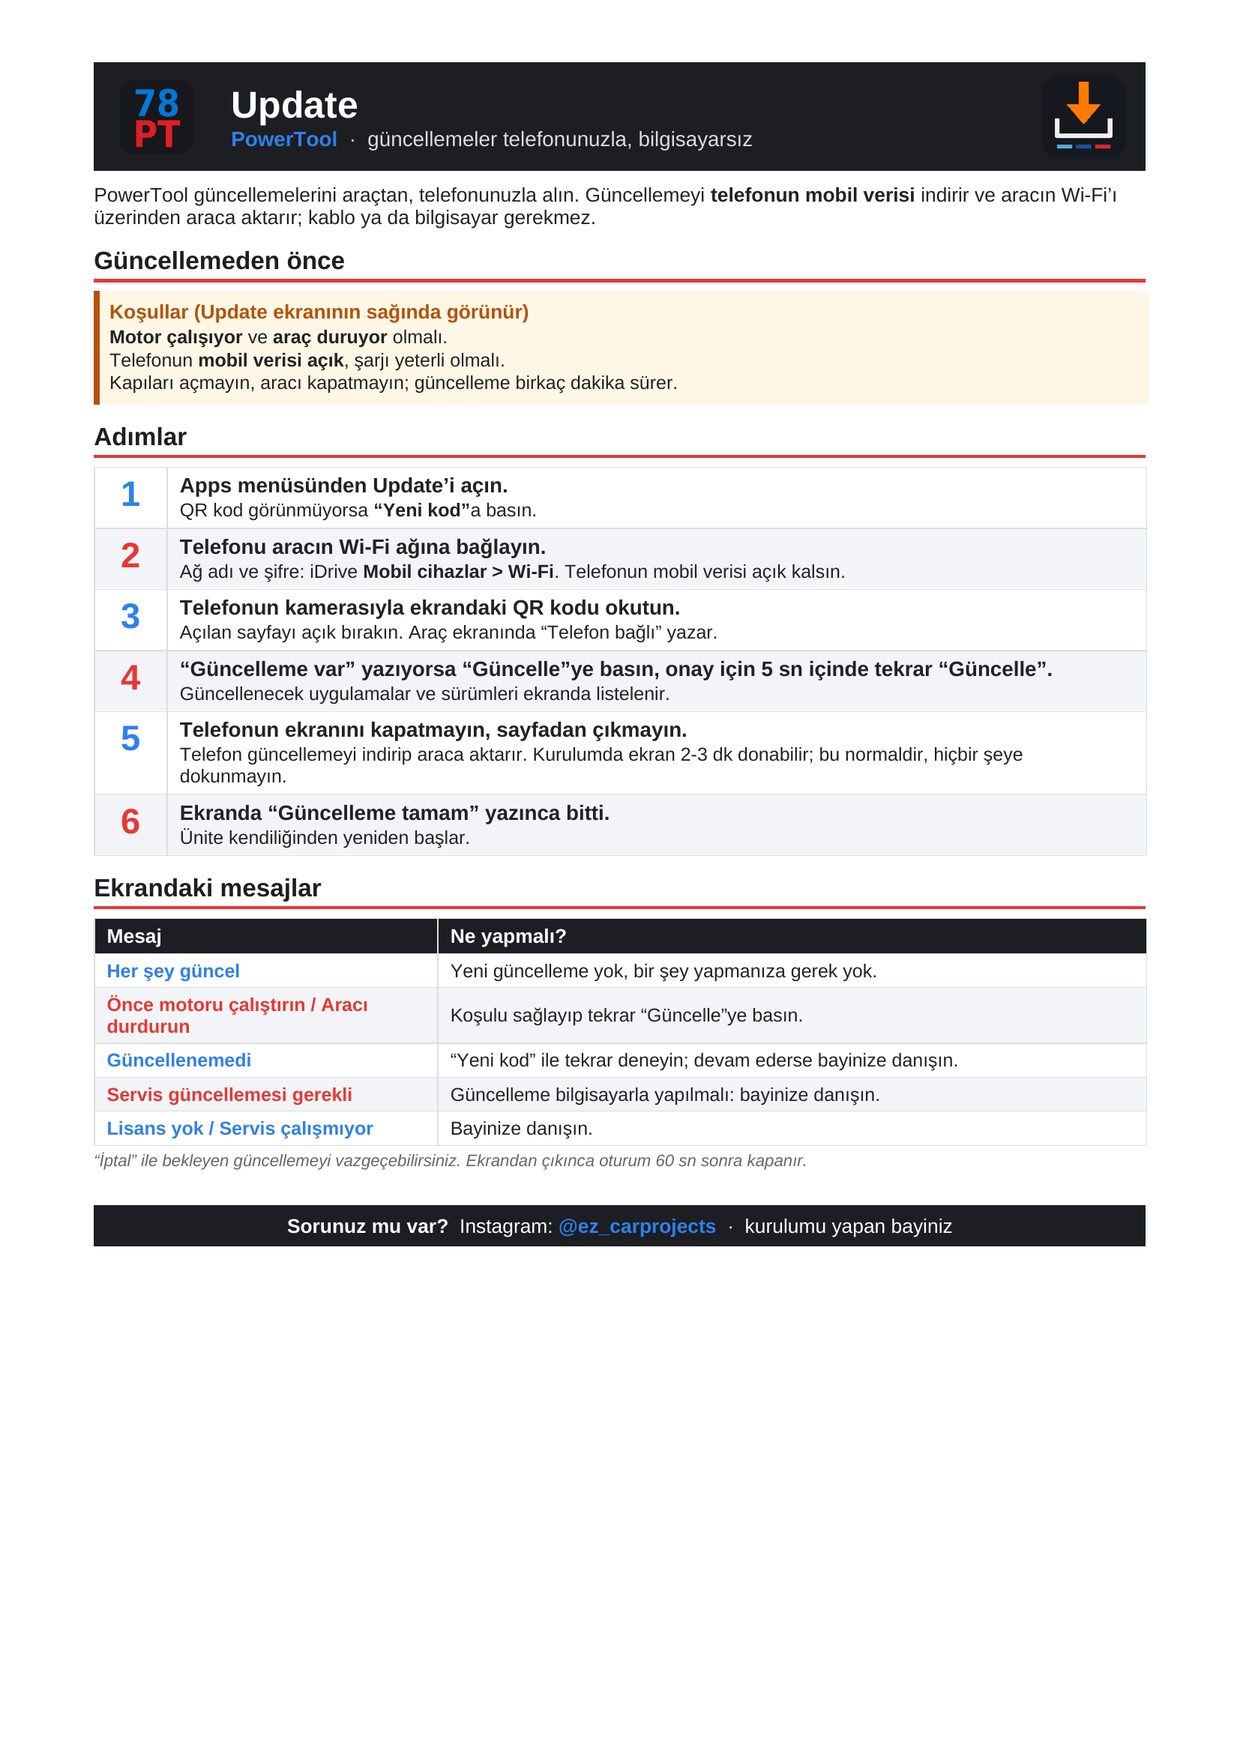 78
PT
Update
PowerTool · güncellemeler telefonunuzla, bilgisayarsız
PowerTool güncellemelerini araçtan, telefonunuzla alın. Güncellemeyi telefonun mobil verisi indirir ve aracın Wi-Fi’ı
üzerinden araca aktarır; kablo ya da bilgisayar gerekmez.
Güncellemeden önce
Koşullar (Update ekranının sağında görünür)
Motor çalışıyor ve araç duruyor olmalı.
Telefonun mobil verisi açık, şarjı yeterli olmalı.
Kapıları açmayın, aracı kapatmayın; güncelleme birkaç dakika sürer.
Adımlar
1
Apps menüsünden Update’i açın.
QR kod görünmüyorsa “Yeni kod”a basın.
2
Telefonu aracın Wi-Fi ağına bağlayın.
Ağ adı ve şifre: iDrive Mobil cihazlar > Wi-Fi. Telefonun mobil verisi açık kalsın.
3
Telefonun kamerasıyla ekrandaki QR kodu okutun.
Açılan sayfayı açık bırakın. Araç ekranında “Telefon bağlı” yazar.
4
“Güncelleme var” yazıyorsa “Güncelle”ye basın, onay için 5 sn içinde tekrar “Güncelle”.
Güncellenecek uygulamalar ve sürümleri ekranda listelenir.
5
Telefonun ekranını kapatmayın, sayfadan çıkmayın.
Telefon güncellemeyi indirip araca aktarır. Kurulumda ekran 2-3 dk donabilir; bu normaldir, hiçbir şeye
dokunmayın.
6
Ekranda “Güncelleme tamam” yazınca bitti.
Ünite kendiliğinden yeniden başlar.
Ekrandaki mesajlar
Mesaj Ne yapmalı?
Her şey güncel Yeni güncelleme yok, bir şey yapmanıza gerek yok.
Önce motoru çalıştırın / Aracı
durdurun
Koşulu sağlayıp tekrar “Güncelle”ye basın.
Güncellenemedi “Yeni kod” ile tekrar deneyin; devam ederse bayinize danışın.
Servis güncellemesi gerekli Güncelleme bilgisayarla yapılmalı: bayinize danışın.
Lisans yok / Servis çalışmıyor Bayinize danışın.
“İptal” ile bekleyen güncellemeyi vazgeçebilirsiniz. Ekrandan çıkınca oturum 60 sn sonra kapanır.
Sorunuz mu var? Instagram: @ez_carprojects · kurulumu yapan bayiniz